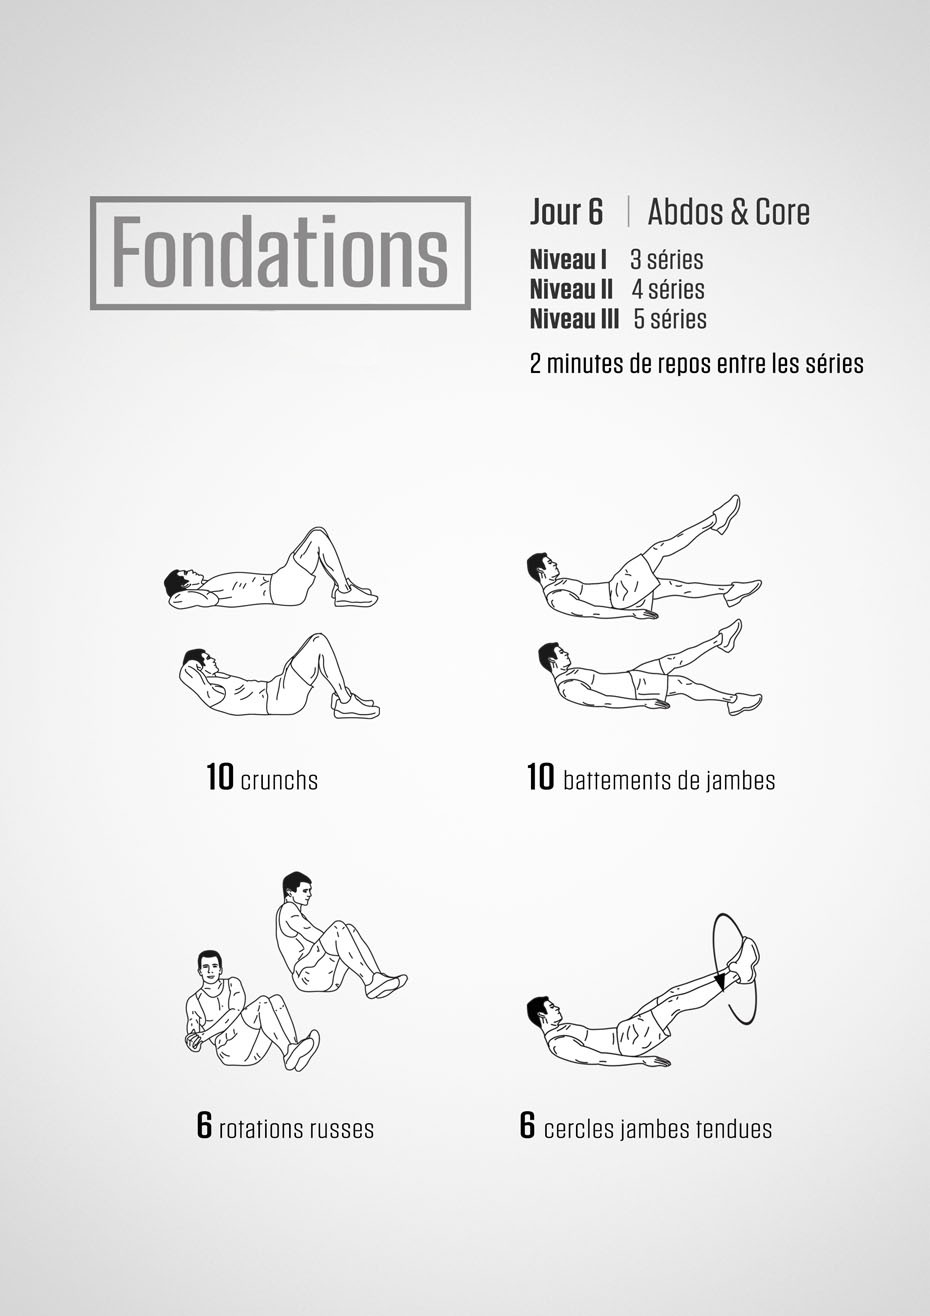 Fondations
Jour 6 | Abdos & Core
Niveau I 3 séries
Niveau II 4 séries
Niveau III 5 séries
2 minutes de repos entre les séries
10 crunchs
10 battements de jambes
6 rotations russes
6 cercles jambes tendues